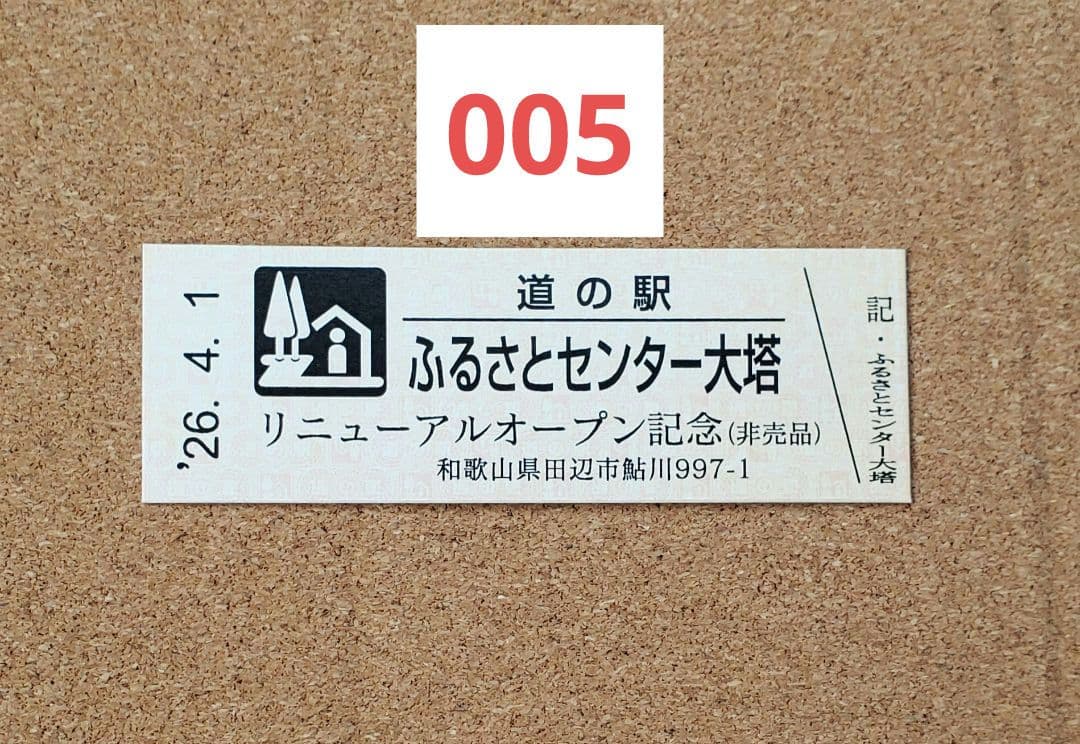 005
'26. 4. 1
道の駅
ふるさとセンター大塔
リニューアルオープン記念(非売品)
和歌山県田辺市鮎川997-1
記・ふるさとセンター大塔